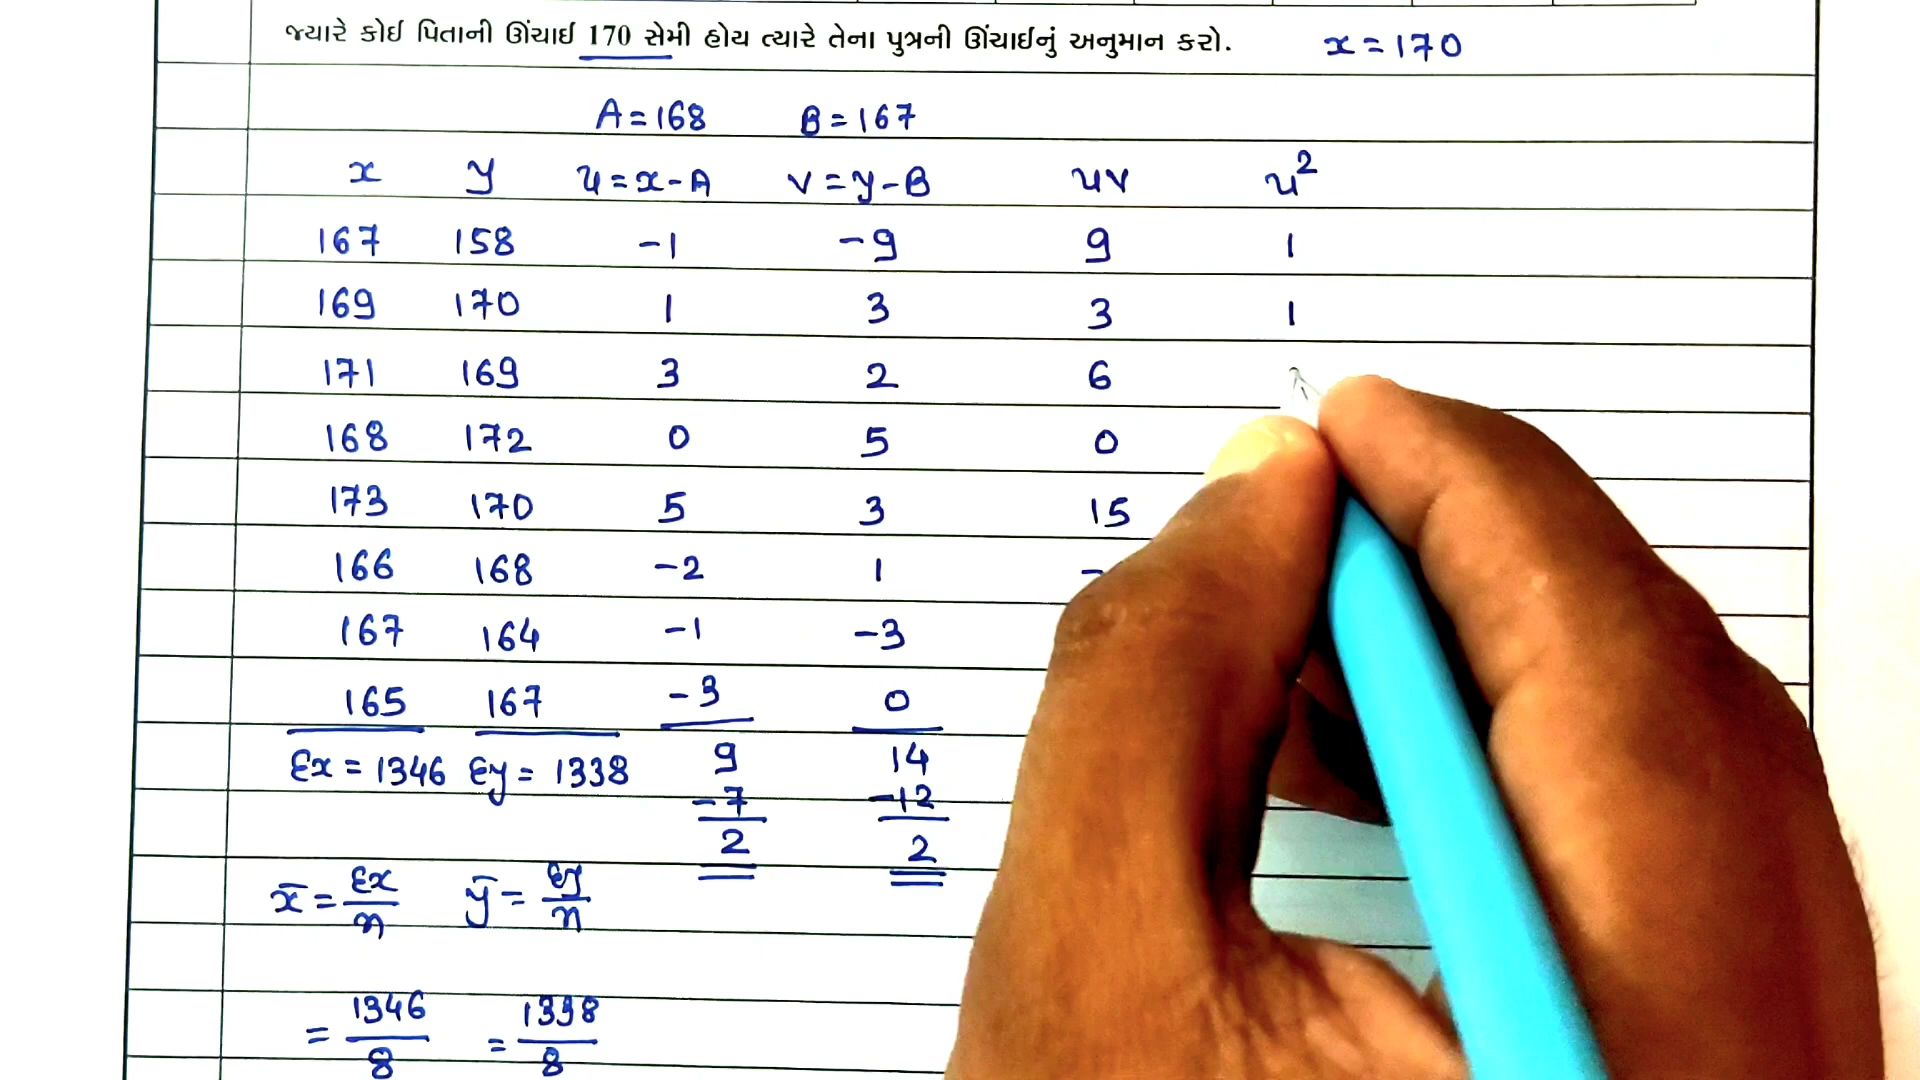 જ્યારે કોઈ પિતાની ઊંચાઈ 170 સેમી હોય ત્યારે તેના પુત્રની ઊંચાઈનું અનુમાન કરો. x = 170
A = 168 B = 167
x y u = x - A v = y - B uv u²
167 158 -1 -9 9 1
169 170 1 3 3 1
171 169 3 2 6
168 172 0 5 0
173 170 5 3 15
166 168 -2 1 -
167 164 -1 -3
165 167 -3 0
Σx = 1346 Σy = 1338 9 14
-7 -12
2 2
x̄ = Σx/n ȳ = Σy/n
= 1346/8 = 1338/8